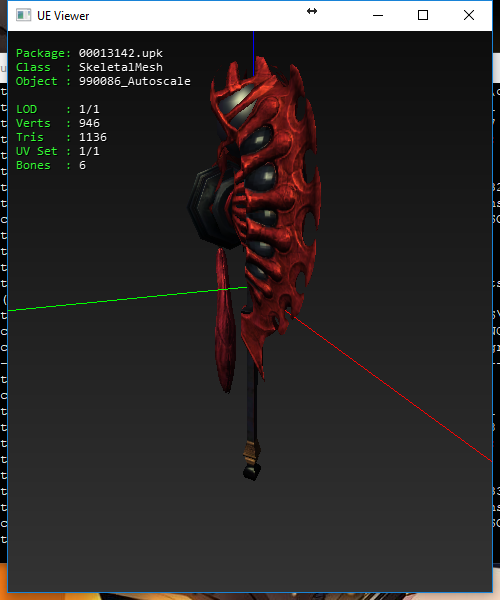 UE Viewer
Package: 00013142.upk
Class : SkeletalMesh
Object : 990086_Autoscale
LOD : 1/1
Verts : 946
Tris : 1136
UV Set : 1/1
Bones : 6